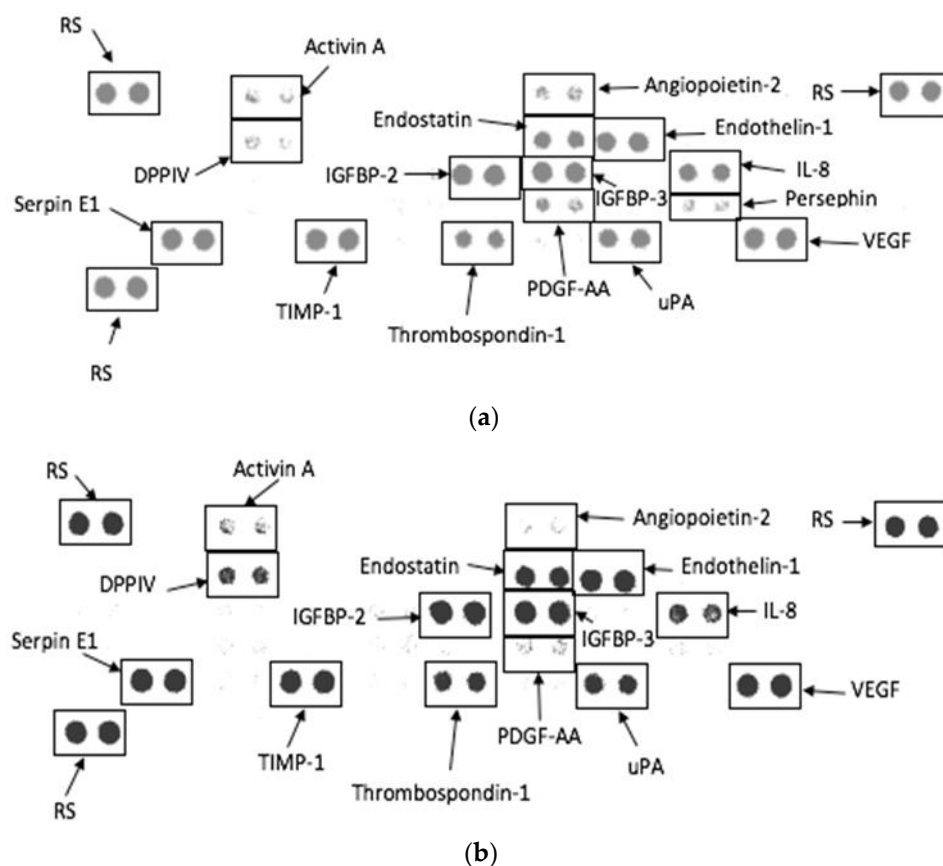 RS
Activin A
Angiopoietin-2
RS
Endostatin
Endothelin-1
DPPIV
IGFBP-2
IL-8
IGFBP-3
Persephin
Serpin E1
VEGF
PDGF-AA
uPA
TIMP-1
Thrombospondin-1
RS
(a)
RS
Activin A
Angiopoietin-2
RS
Endostatin
Endothelin-1
DPPIV
IGFBP-2
IL-8
IGFBP-3
Serpin E1
VEGF
PDGF-AA
uPA
TIMP-1
Thrombospondin-1
RS
(b)